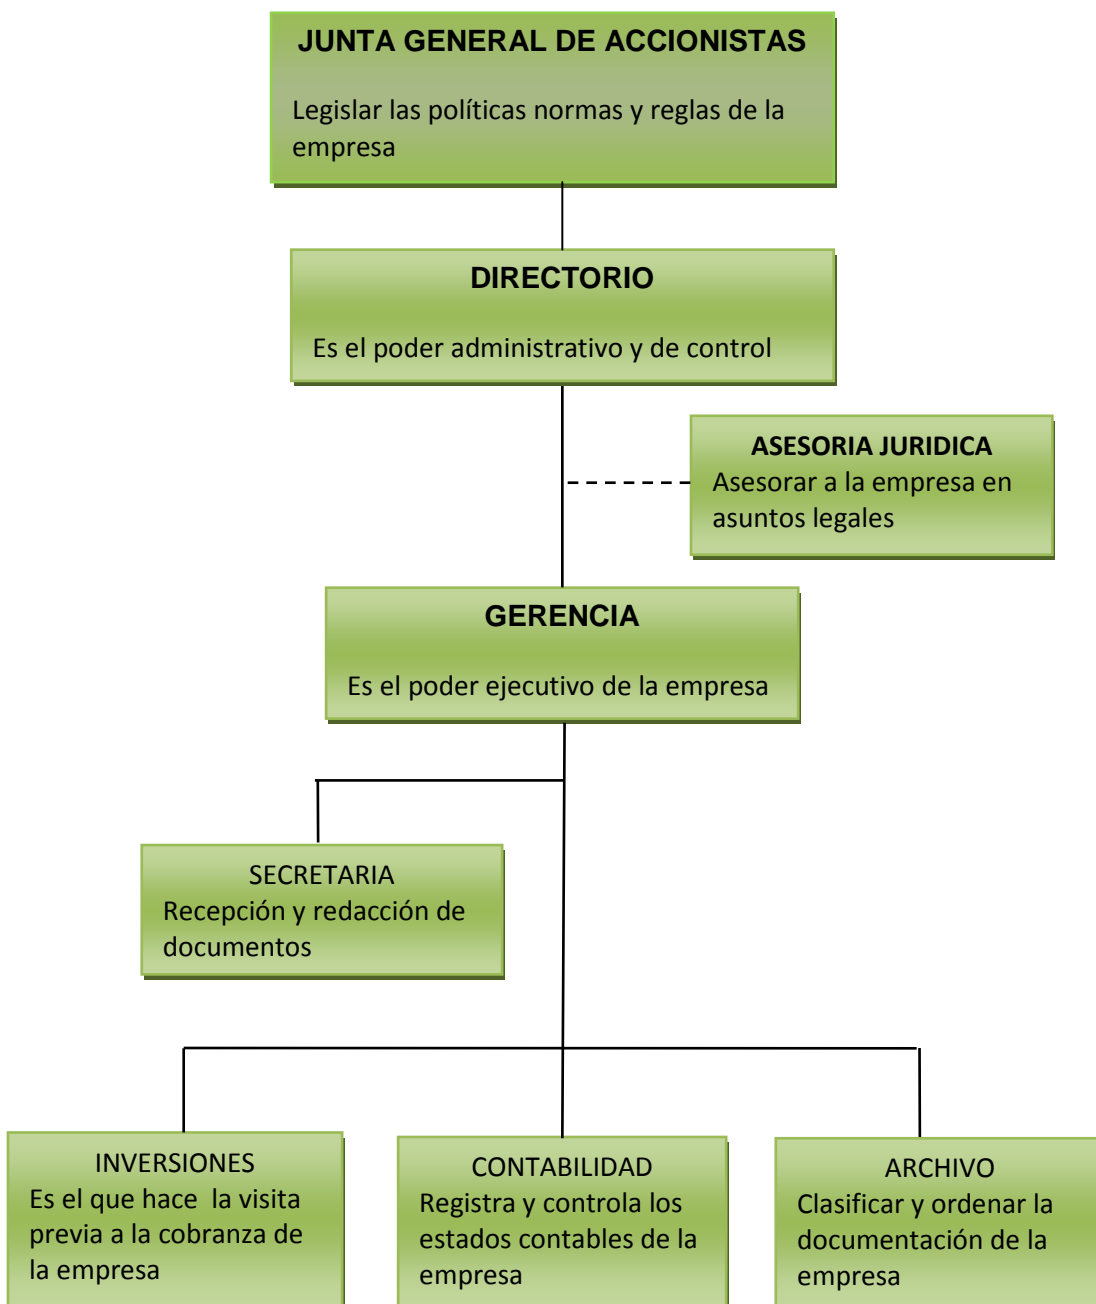 JUNTA GENERAL DE ACCIONISTAS
Legislar las políticas normas y reglas de la
empresa
DIRECTORIO
Es el poder administrativo y de control
ASESORIA JURIDICA
Asesorar a la empresa en
asuntos legales
GERENCIA
Es el poder ejecutivo de la empresa
SECRETARIA
Recepción y redacción de
documentos
INVERSIONES
Es el que hace  la visita
previa a la cobranza de
la empresa
CONTABILIDAD
Registra y controla los
estados contables de la
empresa
ARCHIVO
Clasificar y ordenar la
documentación de la
empresa